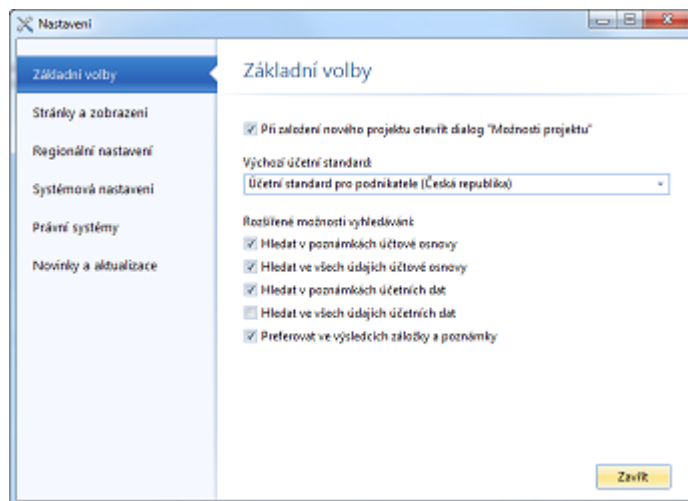 Nastavení
Základní volby
Stránky a zobrazení
Regionální nastavení
Systémová nastavení
Právní systémy
Novinky a aktualizace
Základní volby
Při založení nového projektu otevřít dialog "Možnosti projektu"
Výchozí účetní standard:
Účetní standard pro podnikatele (Česká republika)
Rozšířené možnosti vyhledávání:
Hledat v poznámkách účtové osnovy
Hledat ve všech údajích účtové osnovy
Hledat v poznámkách účetních dat
Hledat ve všech údajích účetních dat
Preferovat ve výsledcích záložky a poznámky
Zavřít